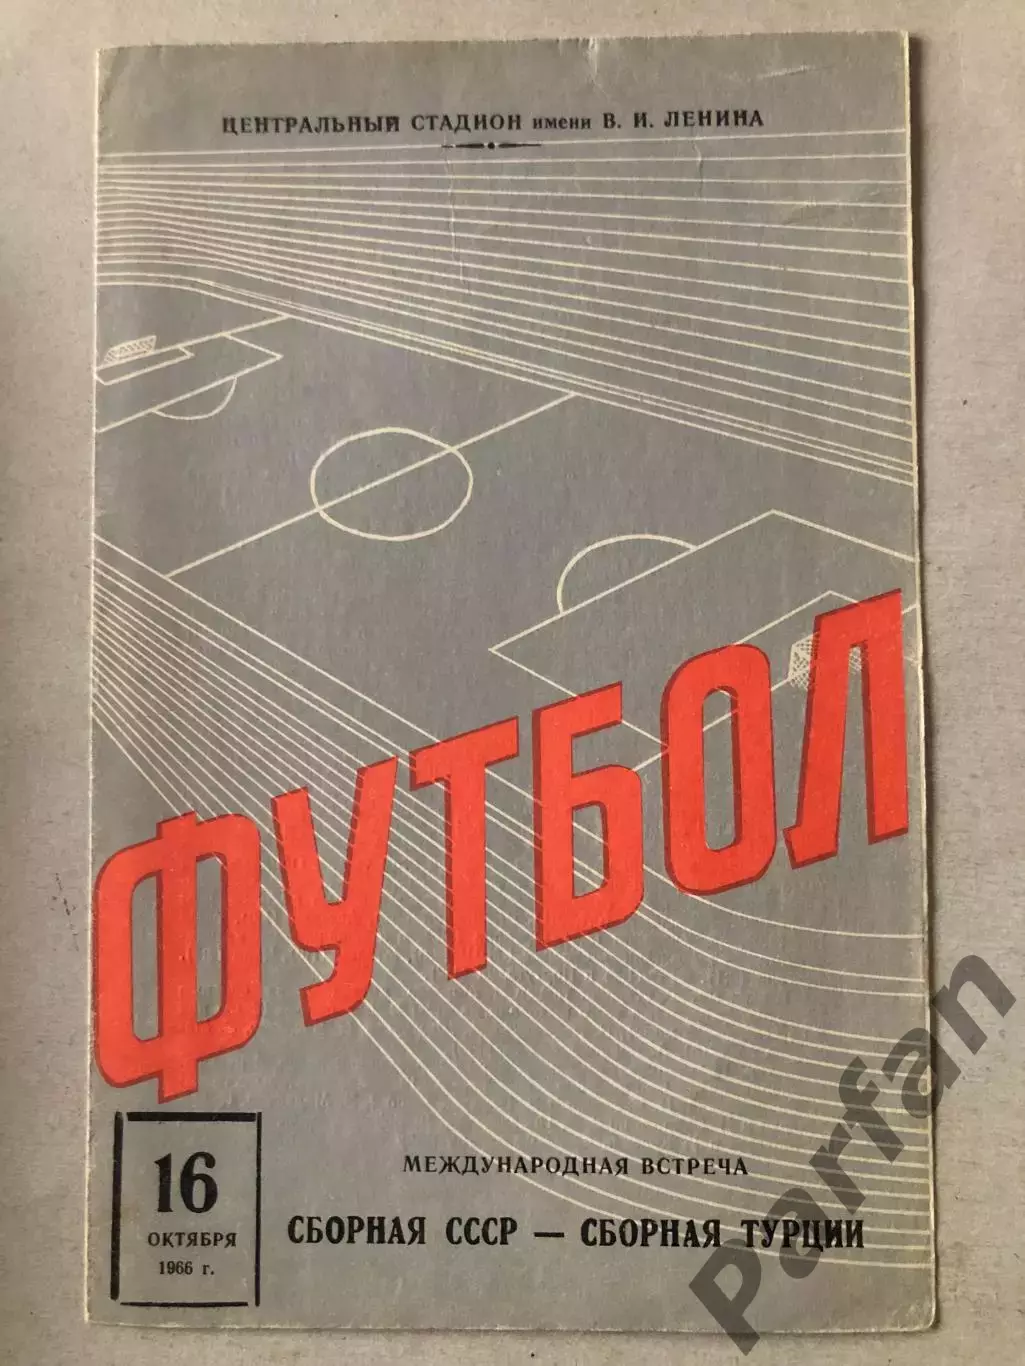 ЦЕНТРАЛЬНЫЙ СТАДИОН имени В. И. ЛЕНИНА
ФУТБОЛ
16
ОКТЯБРЯ
1966 г.
МЕЖДУНАРОДНАЯ ВСТРЕЧА
СБОРНАЯ СССР — СБОРНАЯ ТУРЦИИ
Parfan